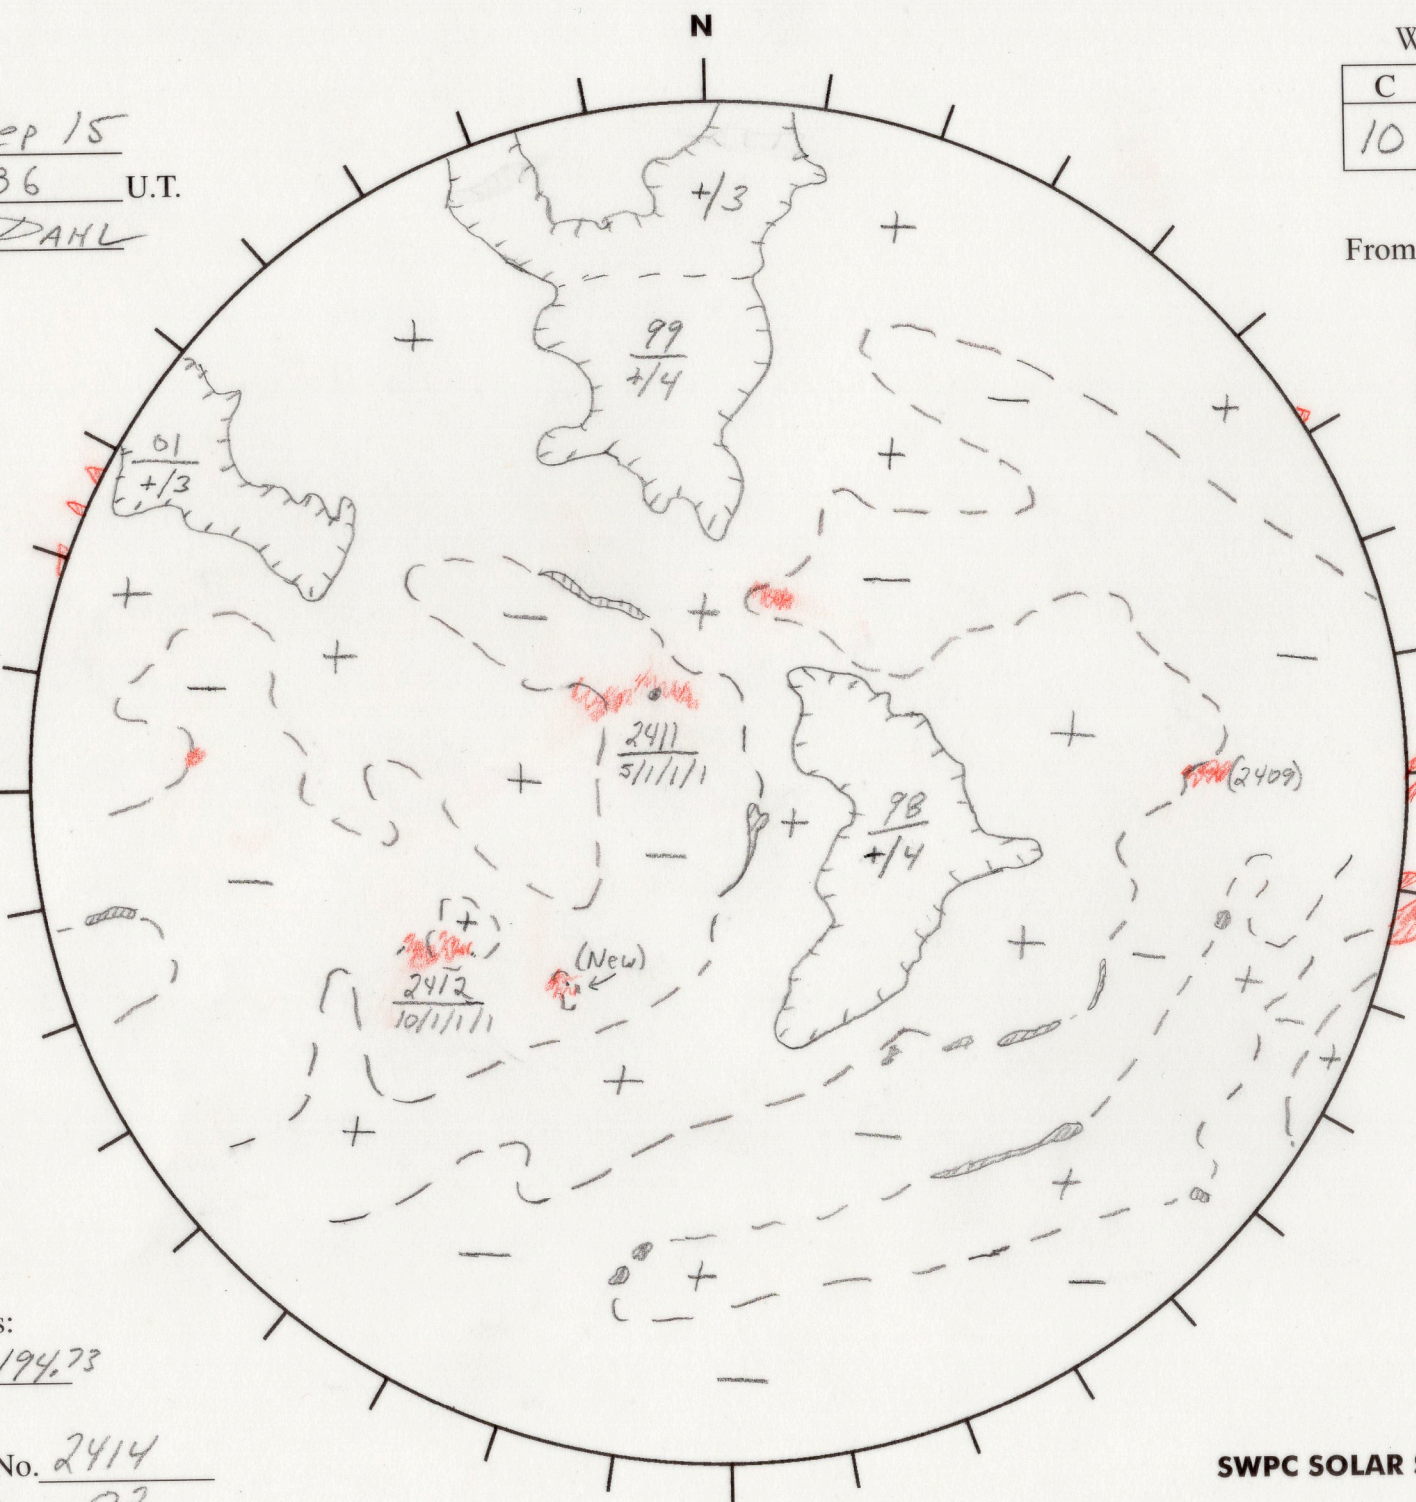 N
W
C
ep 15
10
36 U.T.
DAHL
+/3
From
99
+/4
01
+/3
2411
5/1/1/1
(2409)
98
+/4
(New)
2412
10/1/1/1
s:
194.73
No. 2414
SWPC SOLAR S